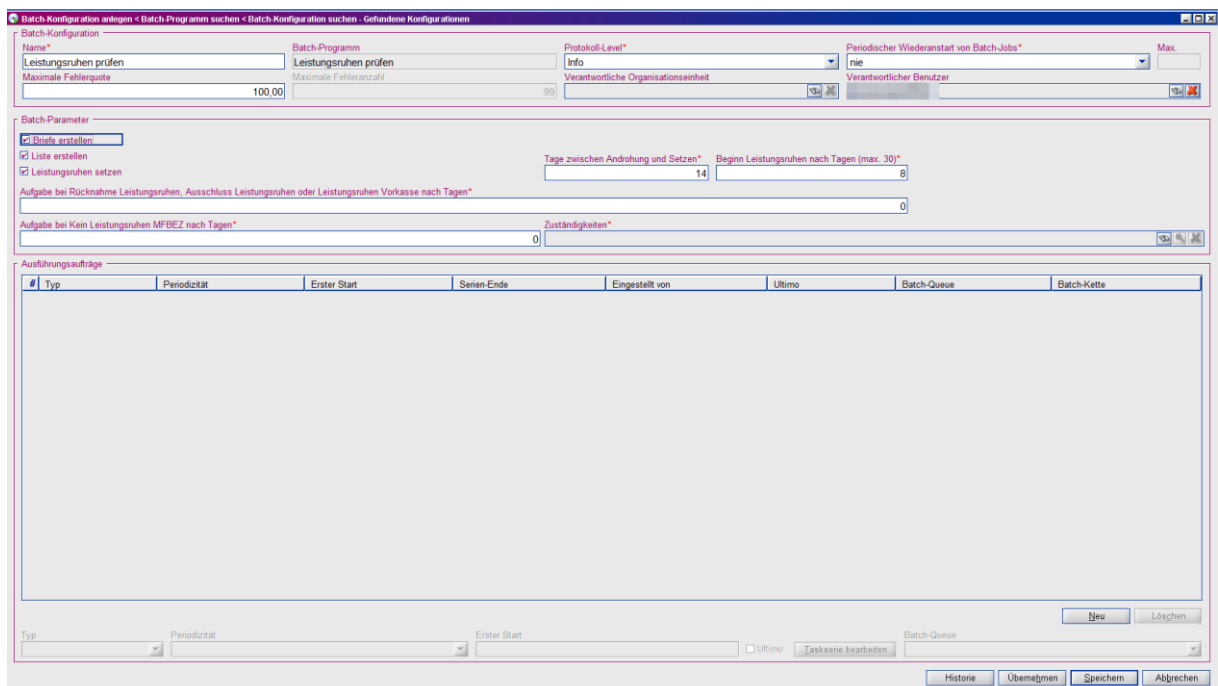 Batch-Konfiguration anlegen < Batch-Programm suchen < Batch-Konfiguration suchen - Gefundene Konfigurationen
Batch-Konfiguration
Name* Batch-Programm Protokoll-Level* Periodischer Wiederanstart von Batch-Jobs* Max.
Leistungsruhen prüfen Leistungsruhen prüfen Info nie
Maximale Fehlerquote Maximale Fehleranzahl Verantwortliche Organisationseinheit Verantwortlicher Benutzer
100,00 99
Batch-Parameter
Briefe erstellen
Liste erstellen
Leistungsruhen setzen
Tage zwischen Androhung und Setzen* Beginn Leistungsruhen nach Tagen (max. 30)*
14 8
Aufgabe bei Rücknahme Leistungsruhen, Ausschluss Leistungsruhen oder Leistungsruhen Vorkasse nach Tagen*
0
Aufgabe bei Kein Leistungsruhen MFBEZ nach Tagen* Zuständigkeiten*
0
Ausführungsaufträge
# Typ Periodizität Erster Start Serien-Ende Eingestellt von Ultimo Batch-Queue Batch-Kette
Neu Löschen
Typ Periodizität Erster Start Batch-Queue
Ultimo Taskserie bearbeiten
Historie Übernehmen Speichern Abbrechen